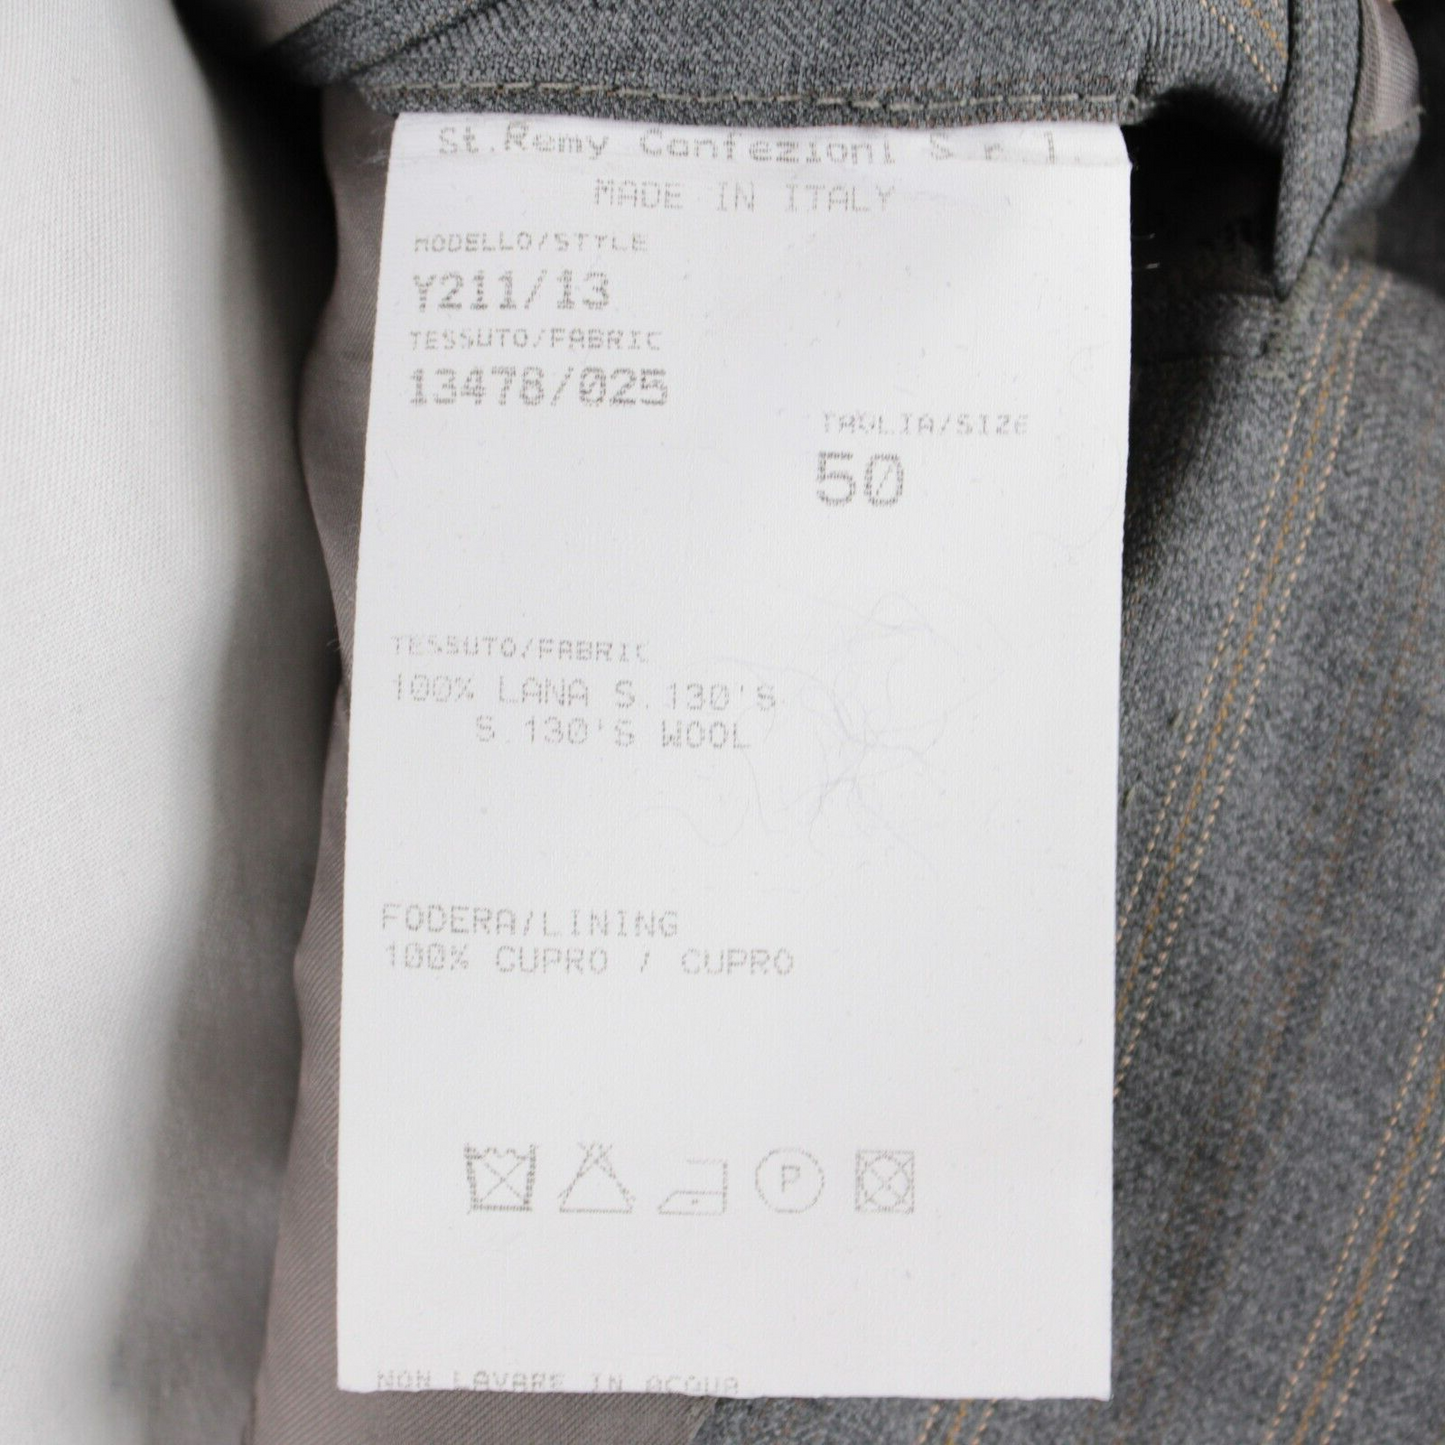 St.Remy Confezioni S.r.l.
MADE IN ITALY
MODELLO/STYLE
Y211/13
TESSUTO/FABRIC
13478/025
TAGLIA/SIZE
50
TESSUTO/FABRIC
100% LANA S.130'S
S.130'S WOOL
FODERA/LINING
100% CUPRO / CUPRO
P
NON LAVARE IN ACQUA